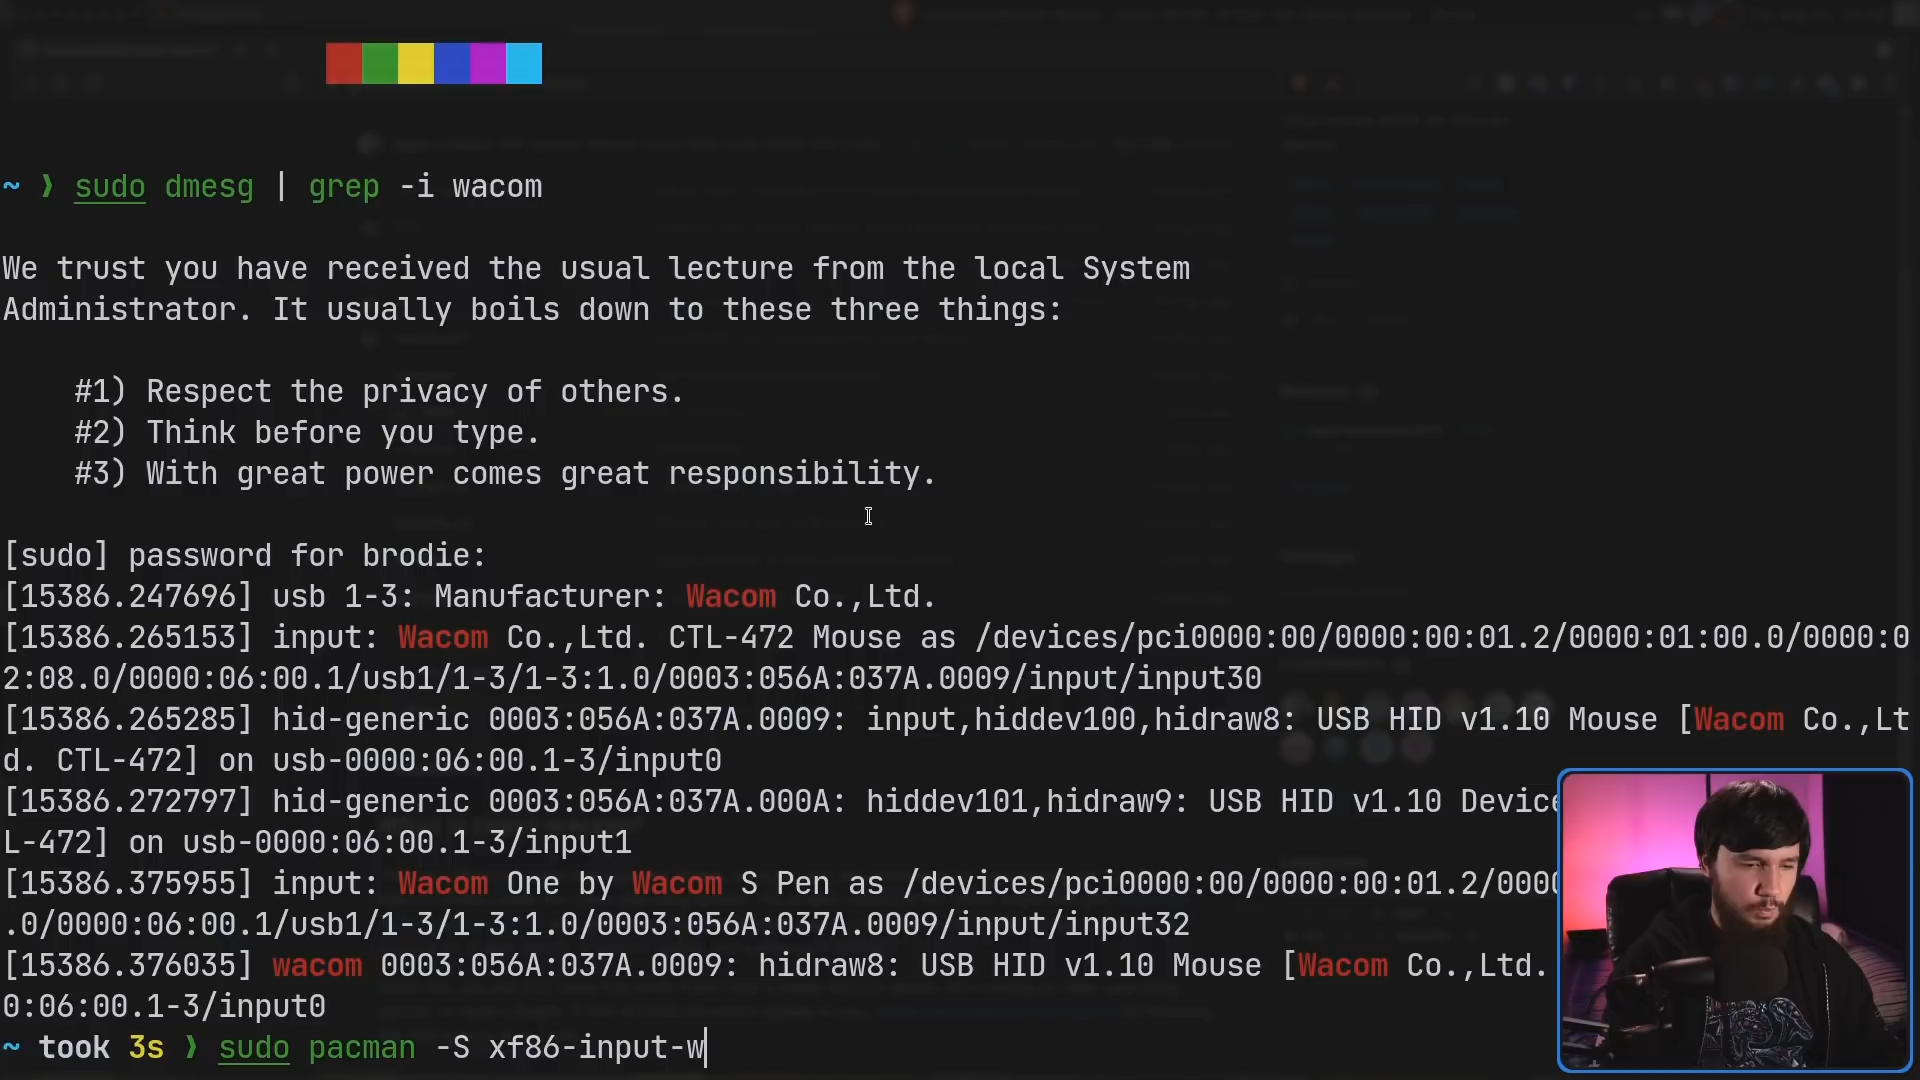 ~ ❯ sudo dmesg | grep -i wacom
We trust you have received the usual lecture from the local System
Administrator. It usually boils down to these three things:
#1) Respect the privacy of others.
#2) Think before you type.
#3) With great power comes great responsibility.
[sudo] password for brodie:
[15386.247696] usb 1-3: Manufacturer: Wacom Co.,Ltd.
[15386.265153] input: Wacom Co.,Ltd. CTL-472 Mouse as /devices/pci0000:00/0000:00:01.2/0000:01:00.0/0000:0
2:08.0/0000:06:00.1/usb1/1-3/1-3:1.0/0003:056A:037A.0009/input/input30
[15386.265285] hid-generic 0003:056A:037A.0009: input,hiddev100,hidraw8: USB HID v1.10 Mouse [Wacom Co.,Lt
d. CTL-472] on usb-0000:06:00.1-3/input0
[15386.272797] hid-generic 0003:056A:037A.000A: hiddev101,hidraw9: USB HID v1.10 Device
L-472] on usb-0000:06:00.1-3/input1
[15386.375955] input: Wacom One by Wacom S Pen as /devices/pci0000:00/0000:00:01.2/0000
.0/0000:06:00.1/usb1/1-3/1-3:1.0/0003:056A:037A.0009/input/input32
[15386.376035] wacom 0003:056A:037A.0009: hidraw8: USB HID v1.10 Mouse [Wacom Co.,Ltd.
0:06:00.1-3/input0
~ took 3s ❯ sudo pacman -S xf86-input-w